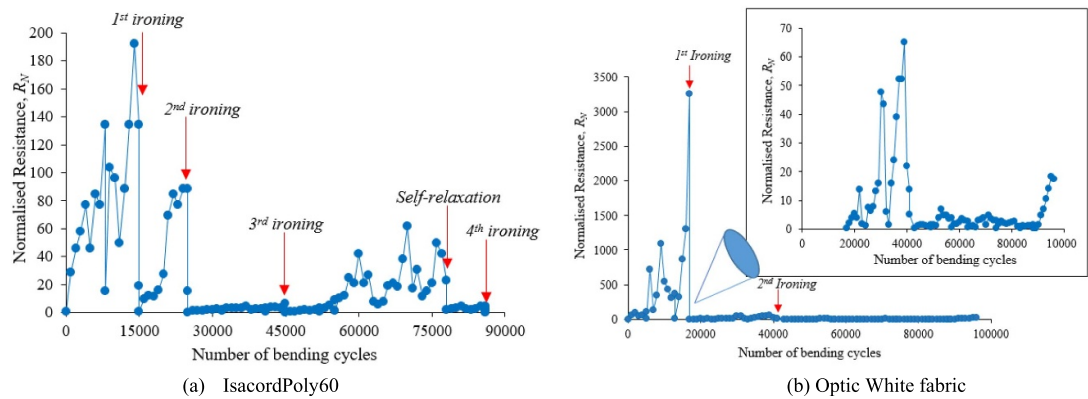 1st ironing
200
180
160
140
120
100
80
60
40
20
0
Normalised Resistance, RN
2nd ironing
3rd ironing
Self-relaxation
4th ironing
0 15000 30000 45000 60000 75000 90000
Number of bending cycles
(a) IsacordPoly60
1st Ironing
3500
3000
2500
2000
1500
1000
500
0
Normalised Resistance, RN
2nd Ironing
0 20000 40000 60000 80000 100000
Number of bending cycles
70
60
50
40
30
20
10
0
Normalised Resistance, RN
0 20000 40000 60000 80000 10000
Number of bending cycles
(b) Optic White fabric